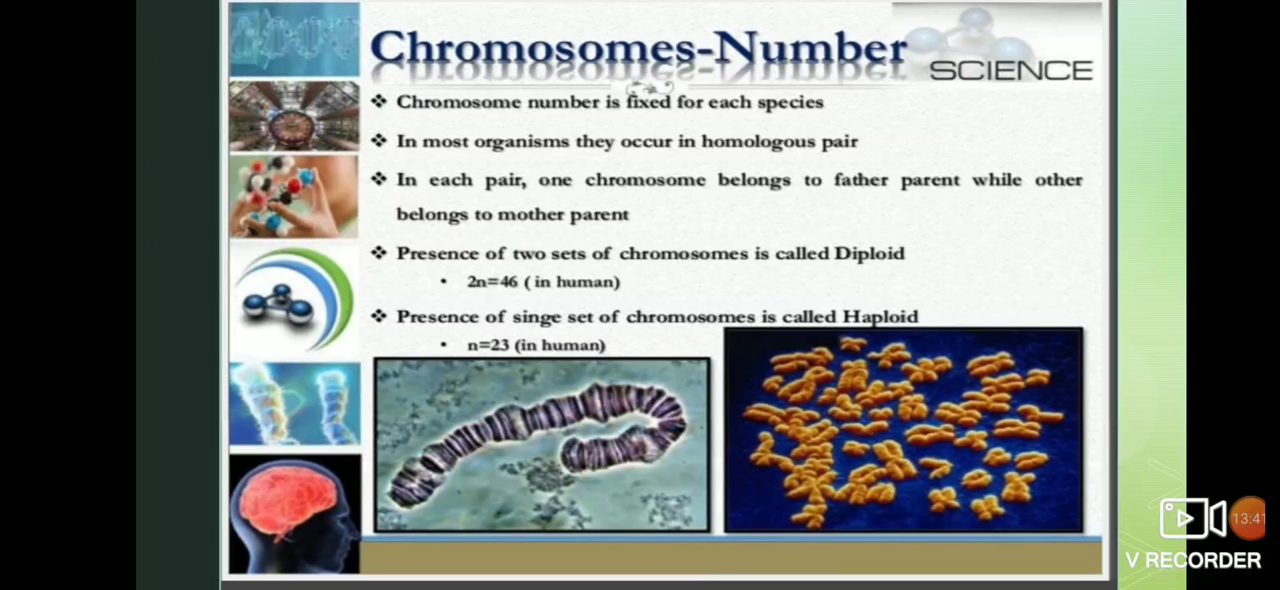 Chromosomes-Number
SCIENCE
❖ Chromosome number is fixed for each species
❖ In most organisms they occur in homologous pair
❖ In each pair, one chromosome belongs to father parent while other
belongs to mother parent
❖ Presence of two sets of chromosomes is called Diploid
• 2n=46 ( in human)
❖ Presence of singe set of chromosomes is called Haploid
• n=23 (in human)
13:41
V RECORDER